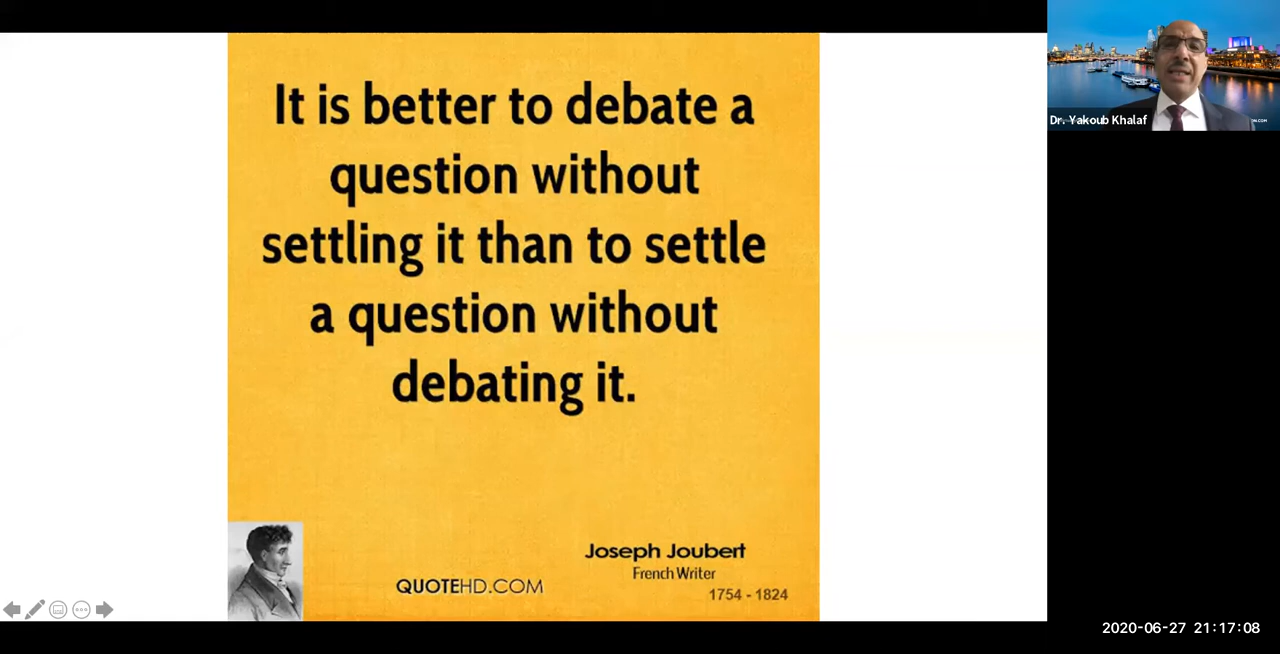 It is better to debate a
question without
settling it than to settle
a question without
debating it.
Joseph Joubert
French Writer
1754 - 1824
QUOTEHD.COM
Dr. Yakoub Khalaf
2020-06-27 21:17:08